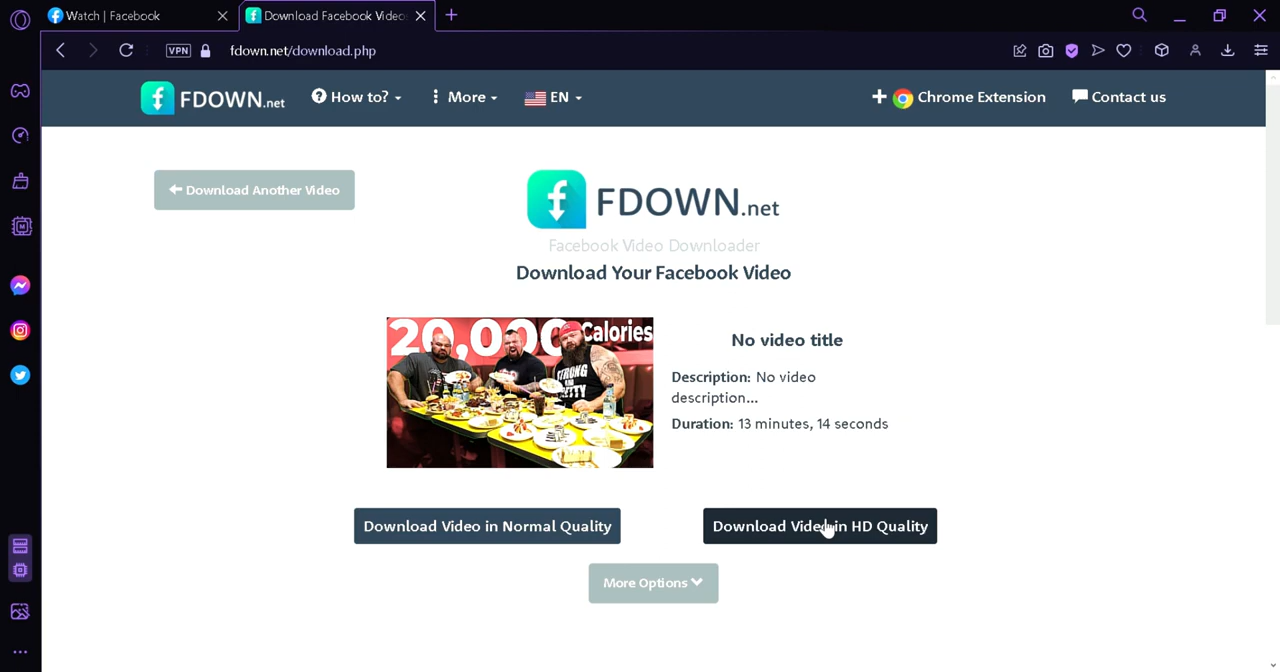 Watch | Facebook
Download Facebook Videos
VPN
fdown.net/download.php
FDOWN.net
How to?
More
EN
Chrome Extension
Contact us
Download Another Video
FDOWN.net
Facebook Video Downloader
Download Your Facebook Video
20,000 Calories
STRONG
No video title
Description: No video
description...
Duration: 13 minutes, 14 seconds
Download Video in Normal Quality
Download Video in HD Quality
More Options